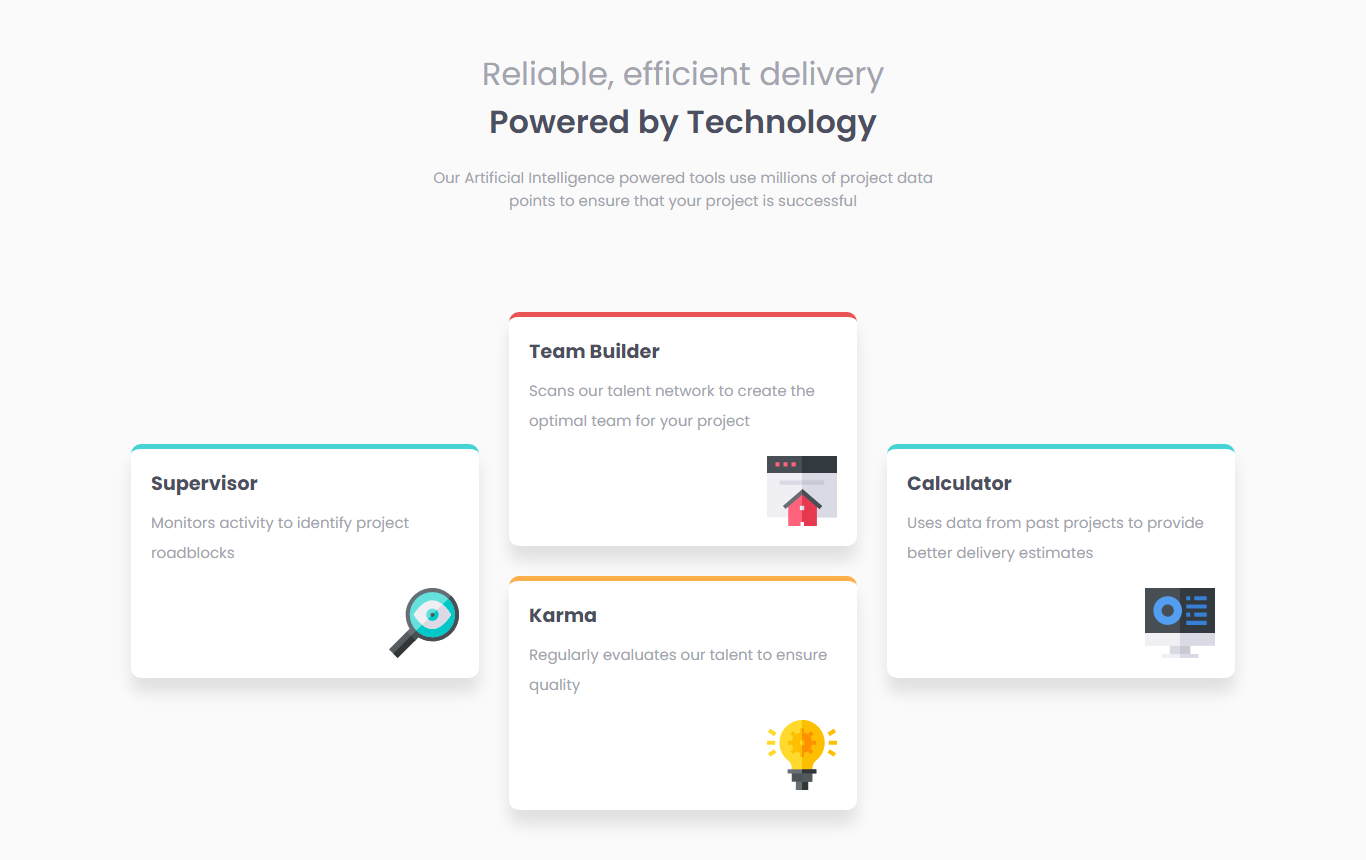 Reliable, efficient delivery
Powered by Technology
Our Artificial Intelligence powered tools use millions of project data
points to ensure that your project is successful
Supervisor
Monitors activity to identify project
roadblocks
Team Builder
Scans our talent network to create the
optimal team for your project
Karma
Regularly evaluates our talent to ensure
quality
Calculator
Uses data from past projects to provide
better delivery estimates